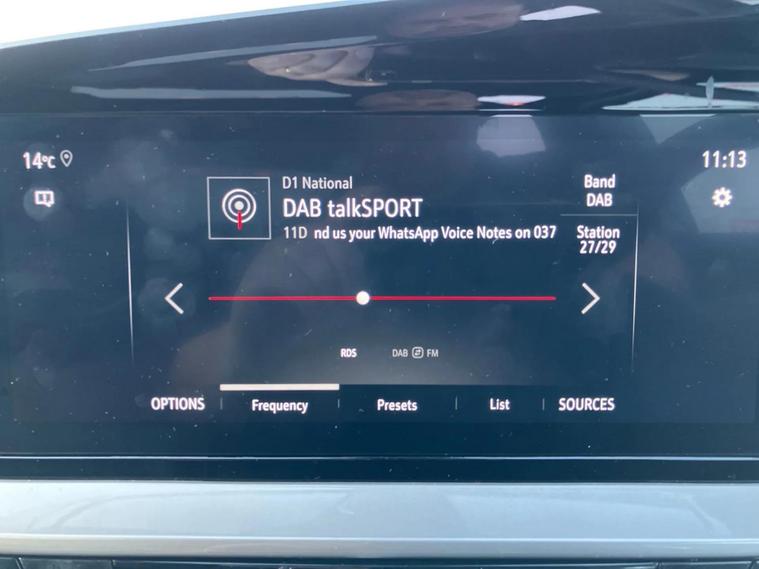 14°C
11:13
D1 National
DAB talkSPORT
11D nd us your WhatsApp Voice Notes on 037
Band
DAB
Station
27/29
RDS
DAB FM
OPTIONS
Frequency
Presets
List
SOURCES